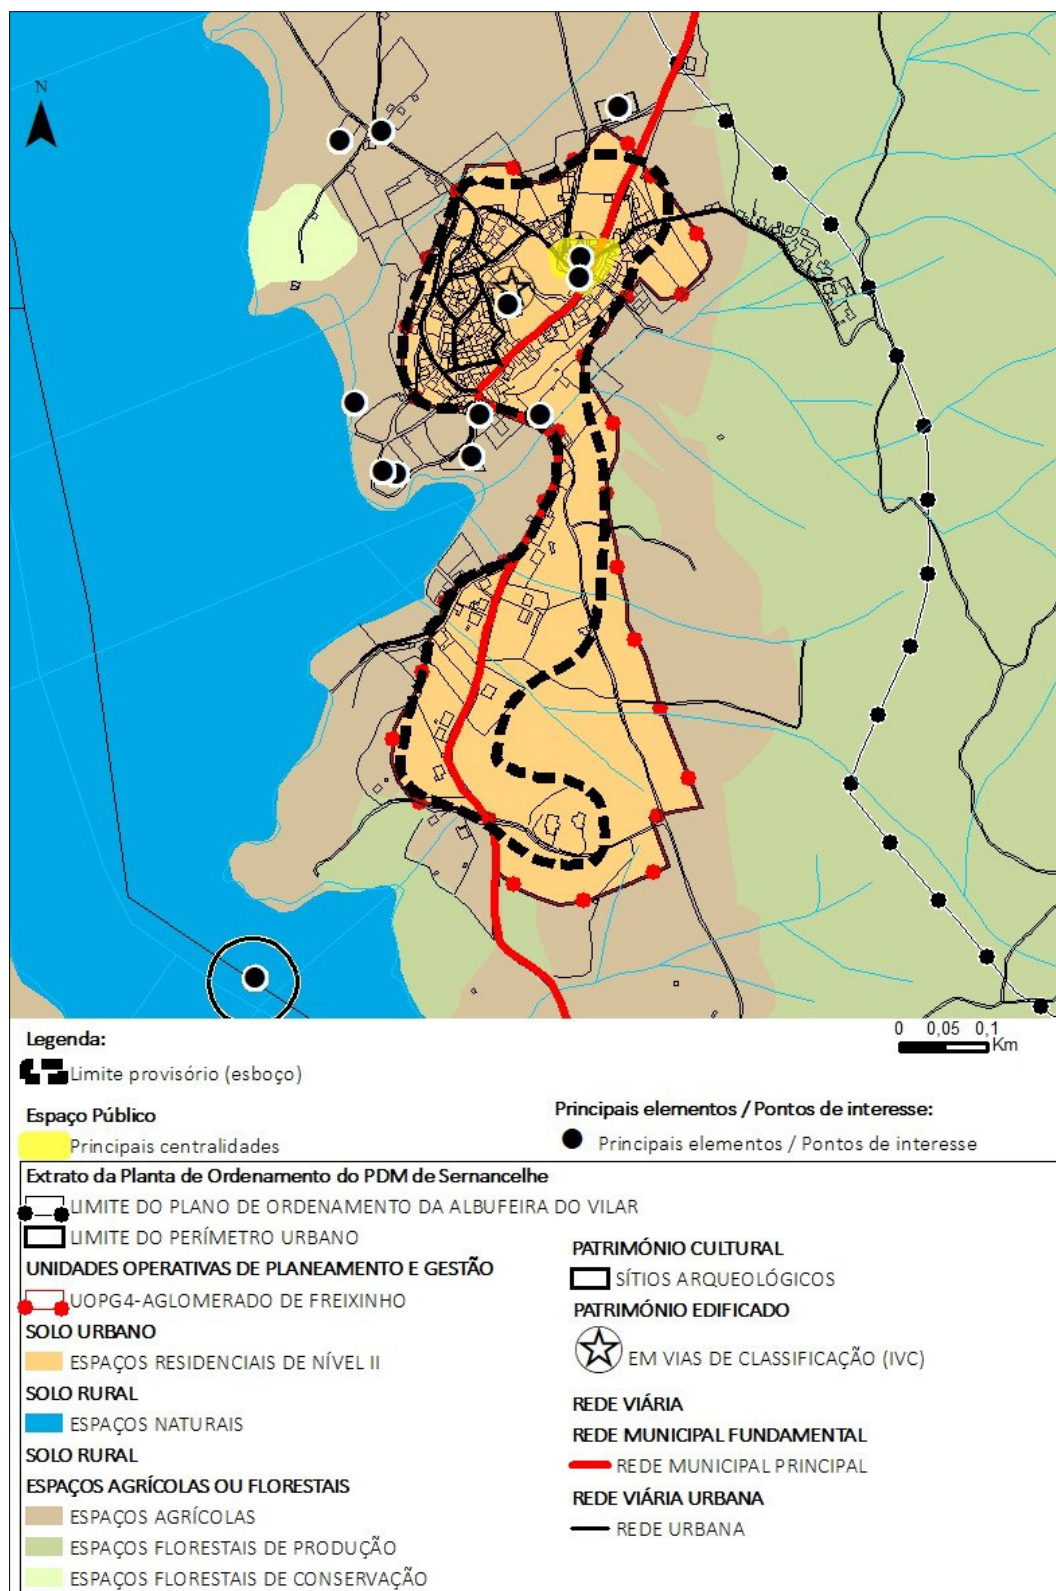 N
0 0,05 0,1
Km
Legenda:
Limite provisório (esboço)
Espaço Público
Principais centralidades
Principais elementos / Pontos de interesse:
Principais elementos / Pontos de interesse
Extrato da Planta de Ordenamento do PDM de Sernancelhe
LIMITE DO PLANO DE ORDENAMENTO DA ALBUFEIRA DO VILAR
LIMITE DO PERÍMETRO URBANO
UNIDADES OPERATIVAS DE PLANEAMENTO E GESTÃO
UOPG4-AGLOMERADO DE FREIXINHO
SOLO URBANO
ESPAÇOS RESIDENCIAIS DE NÍVEL II
SOLO RURAL
ESPAÇOS NATURAIS
SOLO RURAL
ESPAÇOS AGRÍCOLAS OU FLORESTAIS
ESPAÇOS AGRÍCOLAS
ESPAÇOS FLORESTAIS DE PRODUÇÃO
ESPAÇOS FLORESTAIS DE CONSERVAÇÃO
PATRIMÓNIO CULTURAL
SÍTIOS ARQUEOLÓGICOS
PATRIMÓNIO EDIFICADO
EM VIAS DE CLASSIFICAÇÃO (IVC)
REDE VIÁRIA
REDE MUNICIPAL FUNDAMENTAL
REDE MUNICIPAL PRINCIPAL
REDE VIÁRIA URBANA
REDE URBANA